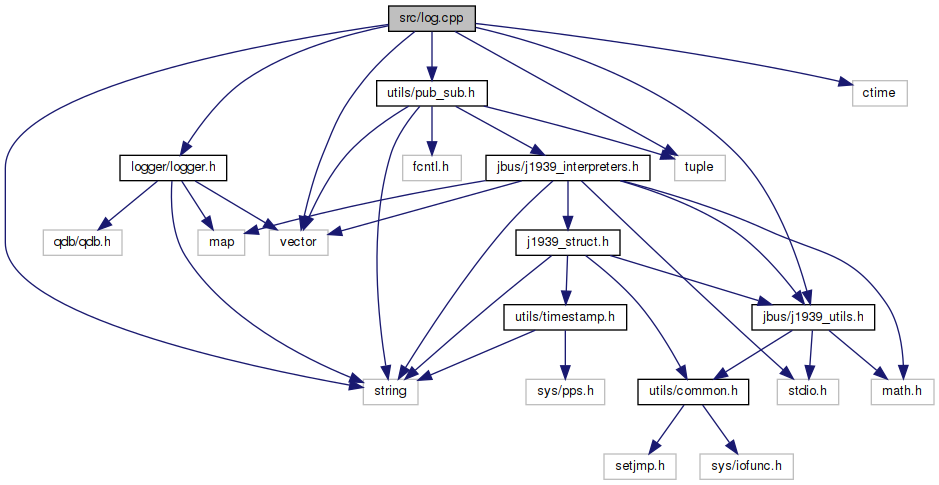 src/log.cpp
utils/pub_sub.h
ctime
logger/logger.h
fcntl.h
jbus/j1939_interpreters.h
tuple
qdb/qdb.h
map
vector
j1939_struct.h
utils/timestamp.h
jbus/j1939_utils.h
string
sys/pps.h
utils/common.h
stdio.h
math.h
setjmp.h
sys/iofunc.h